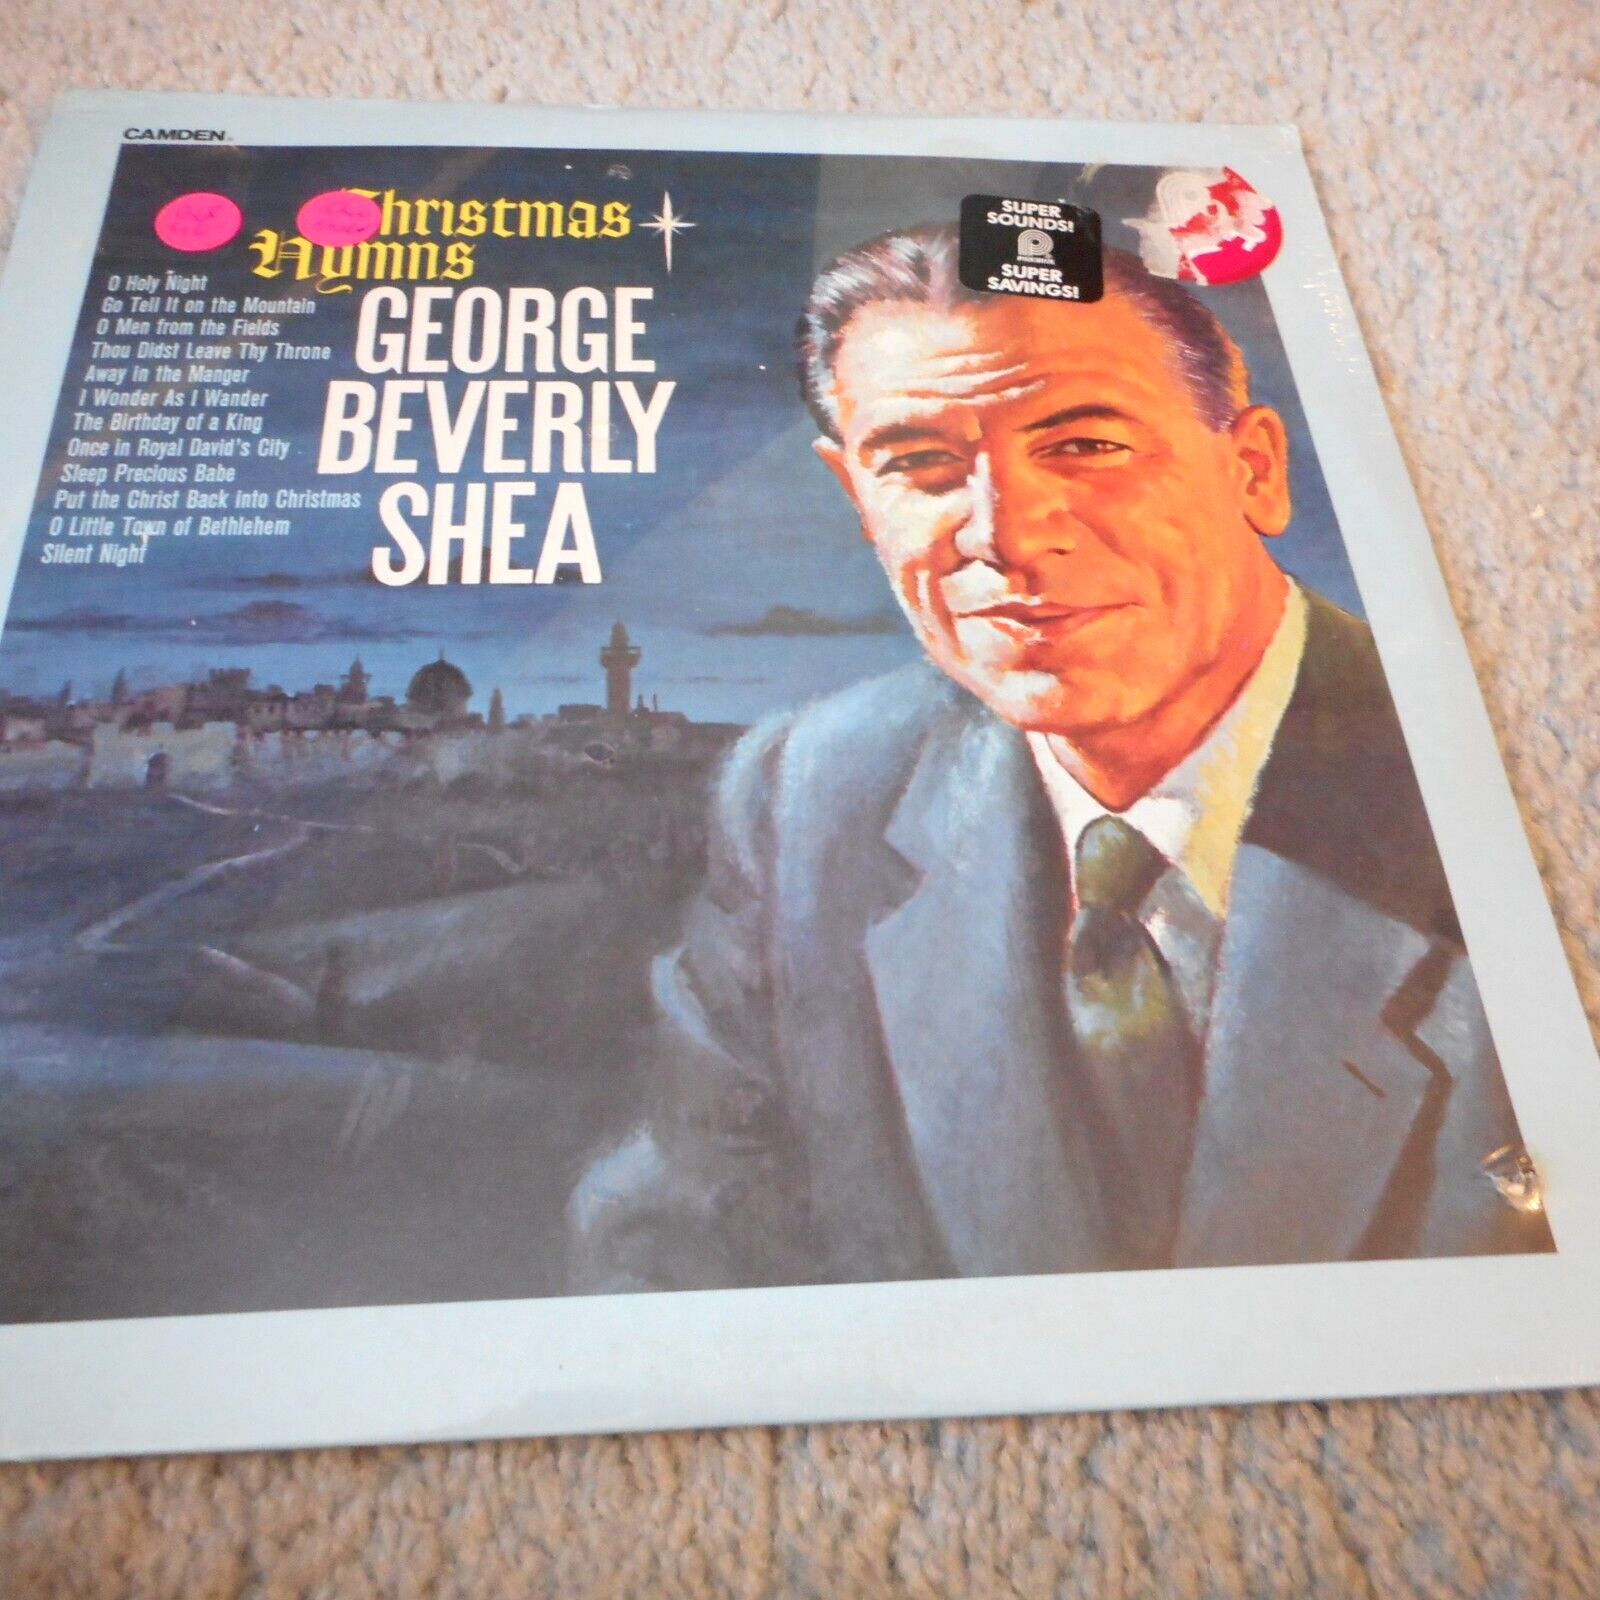 CAMDEN
Christmas
Hymns
GEORGE
BEVERLY
SHEA
O Holy Night
Go Tell It on the Mountain
O Men from the Fields
Thou Didst Leave Thy Throne
Away In the Manger
I Wonder As I Wander
The Birthday of a King
Once in Royal David's City
Sleep Precious Babe
Put the Christ Back into Christmas
O Little Town of Bethlehem
Silent Night
SUPER
SOUNDS!
PICKWICK
SUPER
SAVINGS!